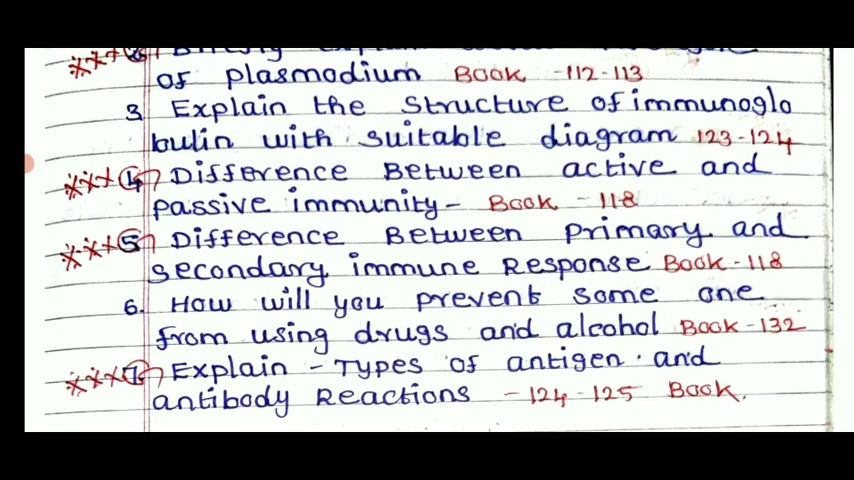 of plasmodium Book -112-113
3 Explain the structure of immunoglo
bulin with suitable diagram 123-124
4) Difference Between active and
passive immunity - Book -118
5) Difference Between primary and
secondary immune Response Book-118
6. How will you prevent some one
from using drugs and alcohol Book-132
7) Explain - Types of antigen and
antibody Reactions -124-125 Book.